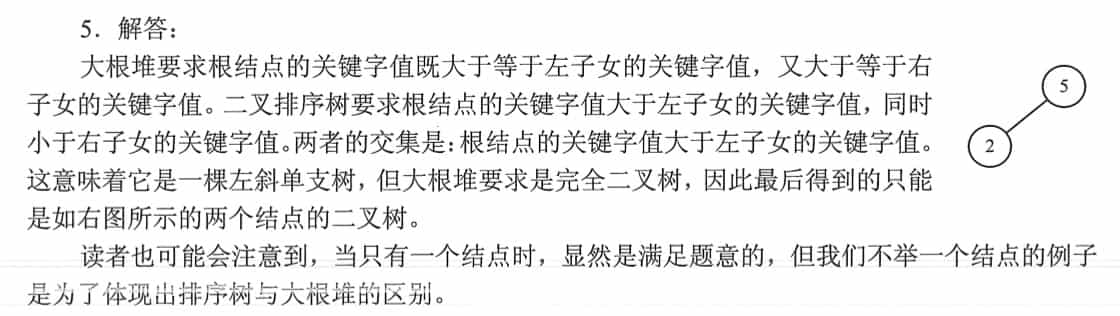 5．解答：
大根堆要求根结点的关键字值既大于等于左子女的关键字值，又大于等于右
子女的关键字值。二叉排序树要求根结点的关键字值大于左子女的关键字值，同时
小于右子女的关键字值。两者的交集是：根结点的关键字值大于左子女的关键字值。
这意味着它是一棵左斜单支树，但大根堆要求是完全二叉树，因此最后得到的只能
是如右图所示的两个结点的二叉树。
5
2
读者也可能会注意到，当只有一个结点时，显然是满足题意的，但我们不举一个结点的例子
是为了体现出排序树与大根堆的区别。